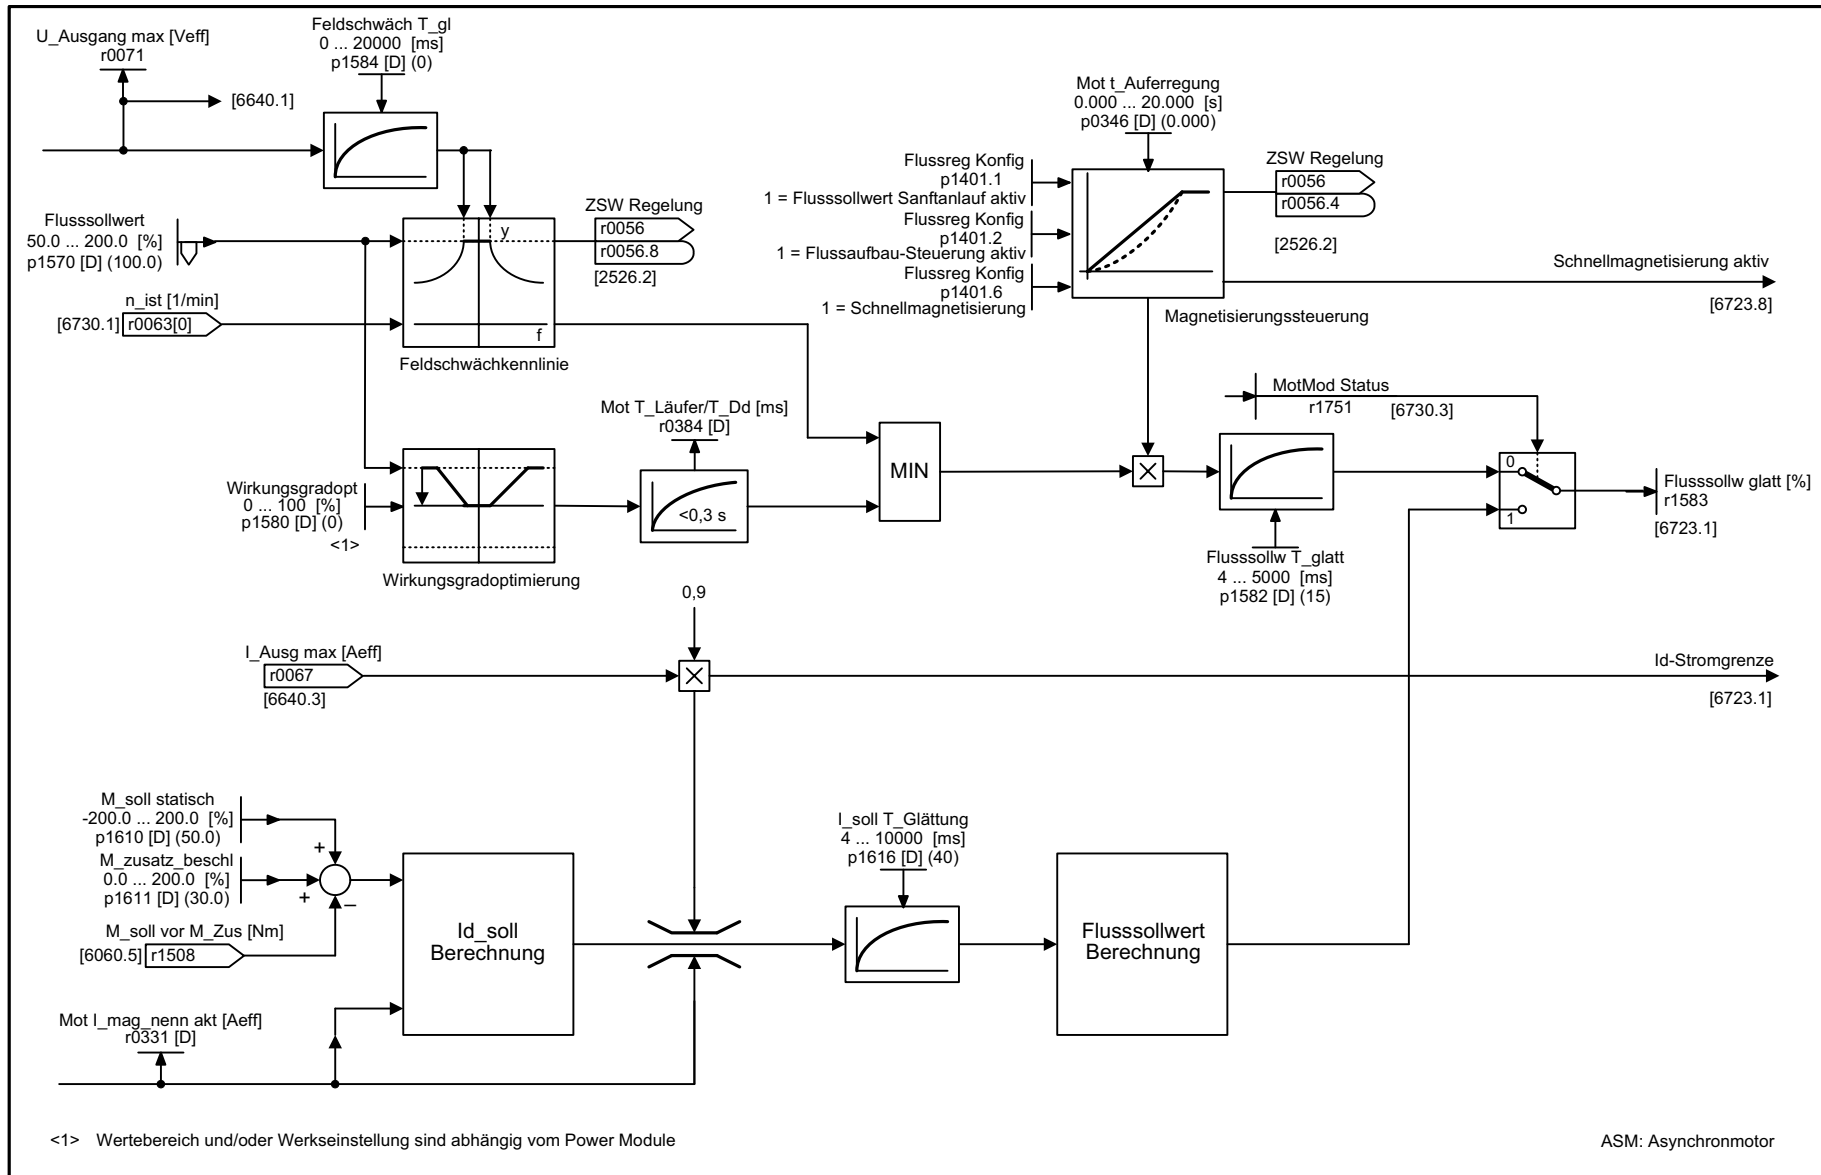 U_Ausgang max [Veff]
r0071
[6640.1]
Feldschwäch T_gl
0 ... 20000 [ms]
p1584 [D] (0)
Flusssollwert
50.0 ... 200.0 [%]
p1570 [D] (100.0)
n_ist [1/min]
[6730.1] r0063[0]
y
f
Feldschwächkennlinie
ZSW Regelung
r0056
r0056.8
[2526.2]
Mot t_Auferregung
0.000 ... 20.000 [s]
p0346 [D] (0.000)
Flussreg Konfig
p1401.1
1 = Flusssollwert Sanftanlauf aktiv
Flussreg Konfig
p1401.2
1 = Flussaufbau-Steuerung aktiv
Flussreg Konfig
p1401.6
1 = Schnellmagnetisierung
Magnetisierungssteuerung
ZSW Regelung
r0056
r0056.4
[2526.2]
Schnellmagnetisierung aktiv
[6723.8]
Wirkungsgradopt
0 ... 100 [%]
p1580 [D] (0)
<1>
Wirkungsgradoptimierung
Mot T_Läufer/T_Dd [ms]
r0384 [D]
<0,3 s
MIN
MotMod Status
r1751 [6730.3]
Flusssollw T_glatt
4 ... 5000 [ms]
p1582 [D] (15)
0
1
Flusssollw glatt [%]
r1583
[6723.1]
0,9
I_Ausg max [Aeff]
r0067
[6640.3]
Id-Stromgrenze
[6723.1]
M_soll statisch
-200.0 ... 200.0 [%]
p1610 [D] (50.0)
M_zusatz_beschl
0.0 ... 200.0 [%]
p1611 [D] (30.0)
M_soll vor M_Zus [Nm]
[6060.5] r1508
+
+
–
Id_soll
Berechnung
I_soll T_Glättung
4 ... 10000 [ms]
p1616 [D] (40)
Flusssollwert
Berechnung
Mot I_mag_nenn akt [Aeff]
r0331 [D]
<1> Wertebereich und/oder Werkseinstellung sind abhängig vom Power Module
ASM: Asynchronmotor